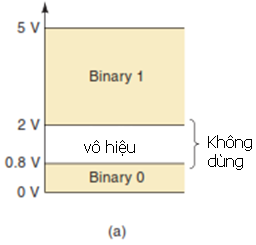 5 V
Binary 1
2 V
vô hiệu
Không
dùng
0.8 V
Binary 0
0 V
(a)